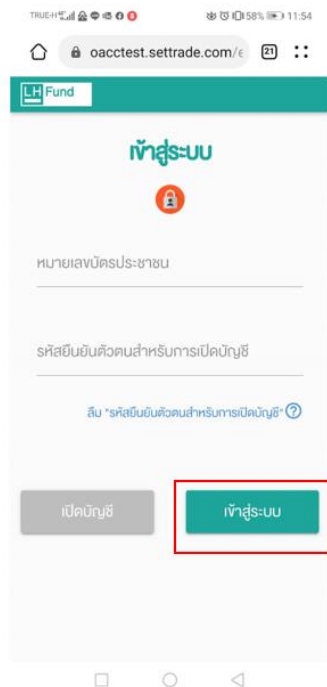 TRUE-H 58% 11:54
oacctest.settrade.com/e 21
LH Fund
เข้าสู่ระบบ
หมายเลขบัตรประชาชน
รหัสยืนยันตัวตนสำหรับการเปิดบัญชี
ลืม "รหัสยืนยันตัวตนสำหรับการเปิดบัญชี" ?
เปิดบัญชี เข้าสู่ระบบ